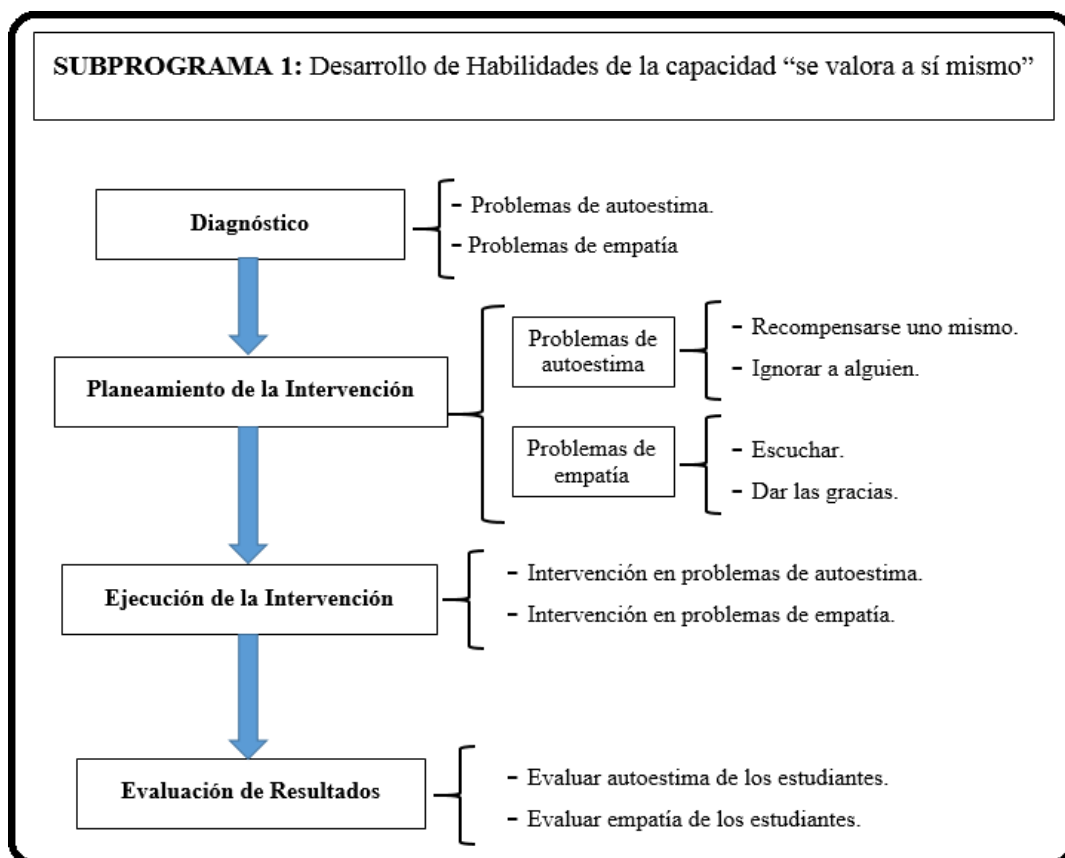 SUBPROGRAMA 1: Desarrollo de Habilidades de la capacidad “se valora a sí mismo”
Diagnóstico
- Problemas de autoestima.
- Problemas de empatía
Planeamiento de la Intervención
Problemas de
autoestima
- Recompensarse uno mismo.
- Ignorar a alguien.
Problemas de
empatía
- Escuchar.
- Dar las gracias.
Ejecución de la Intervención
- Intervención en problemas de autoestima.
- Intervención en problemas de empatía.
Evaluación de Resultados
- Evaluar autoestima de los estudiantes.
- Evaluar empatía de los estudiantes.